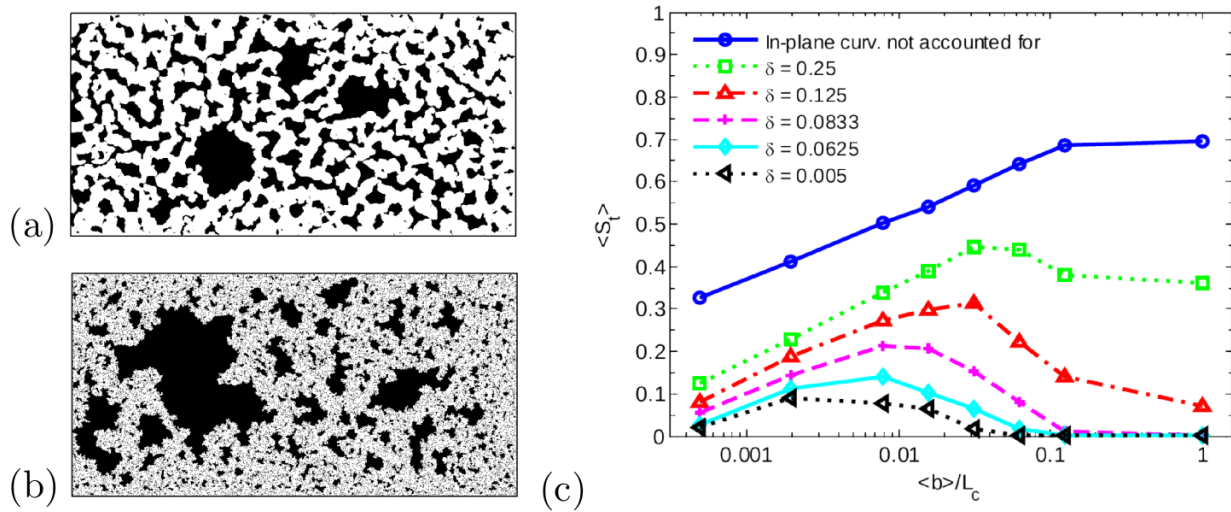 (a)
(b)
(c)
1
0.9
0.8
0.7
0.6
0.5
0.4
0.3
0.2
0.1
0
<S_t>
In-plane curv. not accounted for
δ = 0.25
δ = 0.125
δ = 0.0833
δ = 0.0625
δ = 0.005
0.001 0.01 0.1 1
<b>/L_c